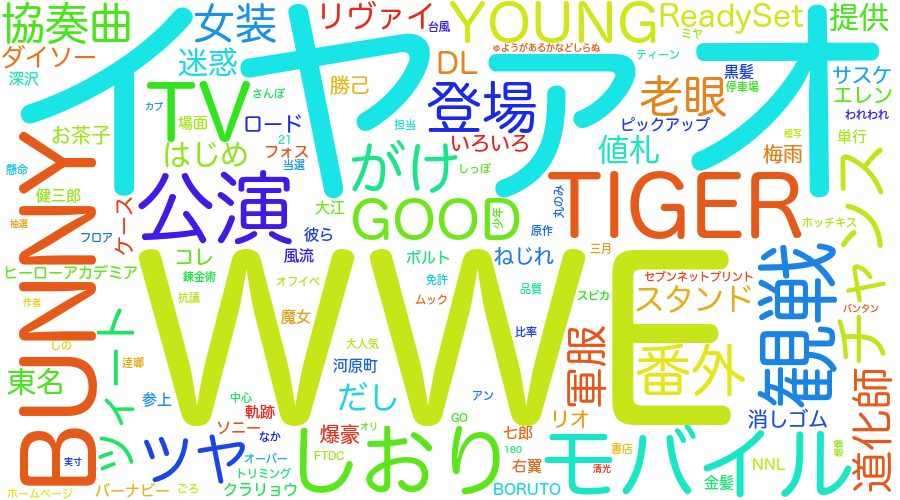 協奏曲
女装
リヴァイ
台風
YOUNG
ReadySet
提供
イヤァオ
ダイソー
深沢
迷惑
勝己
DL
ゅようがあるかなどしらぬ
ミヤ
ティーン
老眼
黒髪
停車場
サスケ
エレン
われわれ
さんぽ
カブ
TV
登場
お茶子
場面
ロード
担当
ピックアップ
極写
単行
21
はじめ
フォス
当選
がけ
いろいろ
しっぽ
値札
梅雨
懸命
健三郎
公演
大江
GOOD
少年
丸のみ
TIGER
チャンス
抽選
フロア
ケース
彼ら
原作
ホッチキス
BUNNY
コレ
風流
ボルト
ねじれ
三月
観戦
ヒーローアカデミア
錬金術
オフイベ
免許
品質
スピカ
セブンネットプリント
スタンド
作者
抗議
魔女
ムック
バンタン
WWE
しの
ツイート
達瑯
大人気
比率
軍服
番外
東名
河原町
参上
中心
だし
アン
道化師
軌跡
ソニー
なか
爆豪
オリ
GO
リオ
消しゴム
七郎
実寸
ツヤ
オーバー
しおり
180
書店
モバイル
FTDC
右翼
清光
NNL
トリミング
金髪
ホームページ
バーナビー
ごろ
クラリョウ
BORUTO